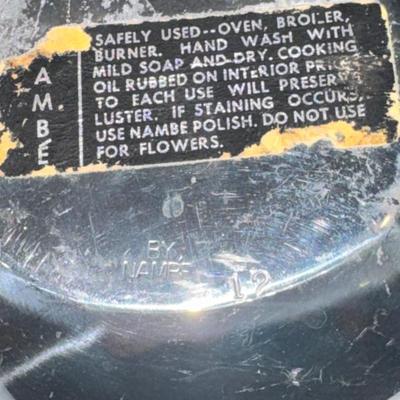 AMBÉ
SAFELY USED--OVEN, BROILER,
BURNER. HAND WASH WITH
MILD SOAP AND DRY. COOKING
OIL RUBBED ON INTERIOR PRIOR
TO EACH USE WILL PRESERVE
LUSTER. IF STAINING OCCURS,
USE NAMBE POLISH. DO NOT USE
FOR FLOWERS.
BY
NAMBE
12